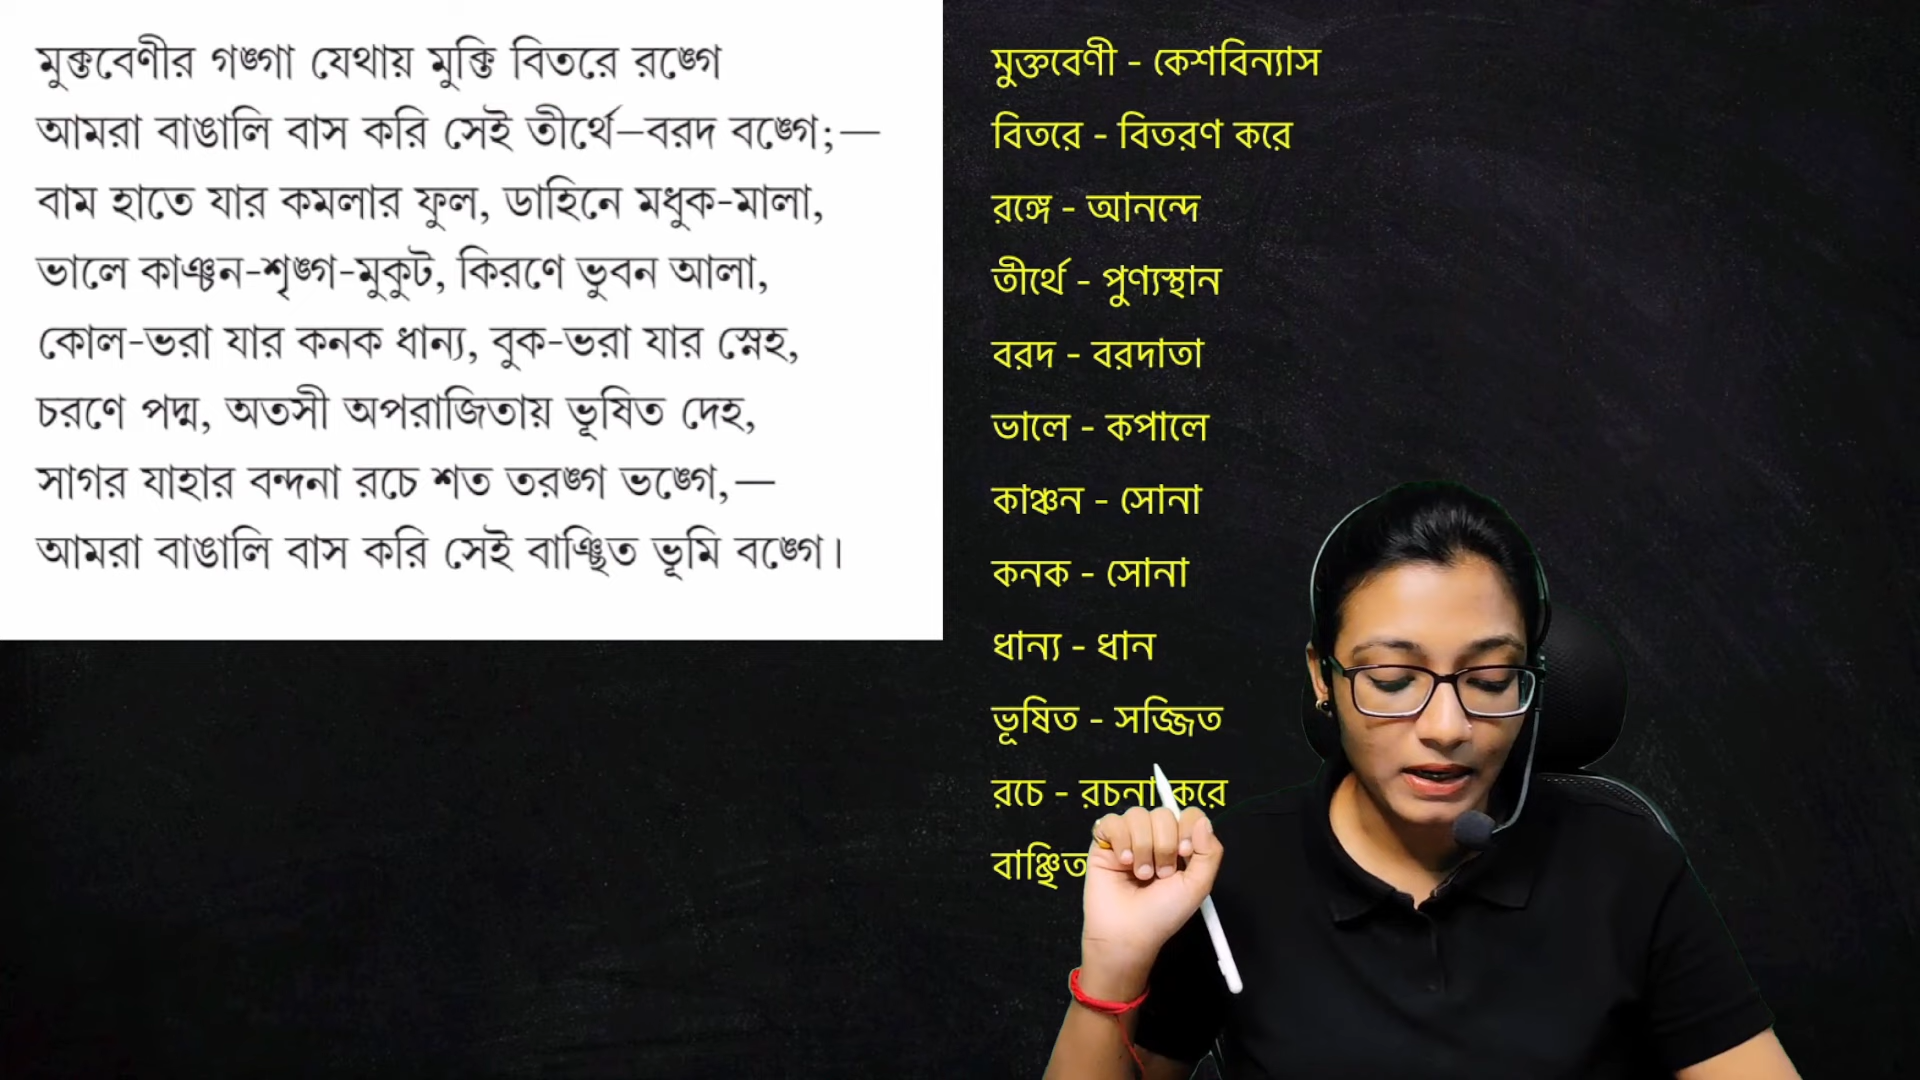 মুক্তবেণীর গঙ্গা যেথায় মুক্তি বিতরে রঙ্গে
আমরা বাঙালি বাস করি সেই তীর্থে–বরদ বঙ্গে;—
বাম হাতে যার কমলার ফুল, ডাহিনে মধুক-মালা,
ভালে কাঞ্চন-শৃঙ্গ-মুকুট, কিরণে ভুবন আলা,
কোল-ভরা যার কনক ধান্য, বুক-ভরা যার স্নেহ,
চরণে পদ্ম, অতসী অপরাজিতায় ভূষিত দেহ,
সাগর যাহার বন্দনা রচে শত তরঙ্গ ভঙ্গে,—
আমরা বাঙালি বাস করি সেই বাঞ্ছিত ভূমি বঙ্গে।
মুক্তবেণী - কেশবিন্যাস
বিতরে - বিতরণ করে
রঙ্গে - আনন্দে
তীর্থে - পুণ্যস্থান
বরদ - বরদাতা
ভালে - কপালে
কাঞ্চন - সোনা
কনক - সোনা
ধান্য - ধান
ভূষিত - সজ্জিত
রচে - রচনা করে
বাঞ্ছিত